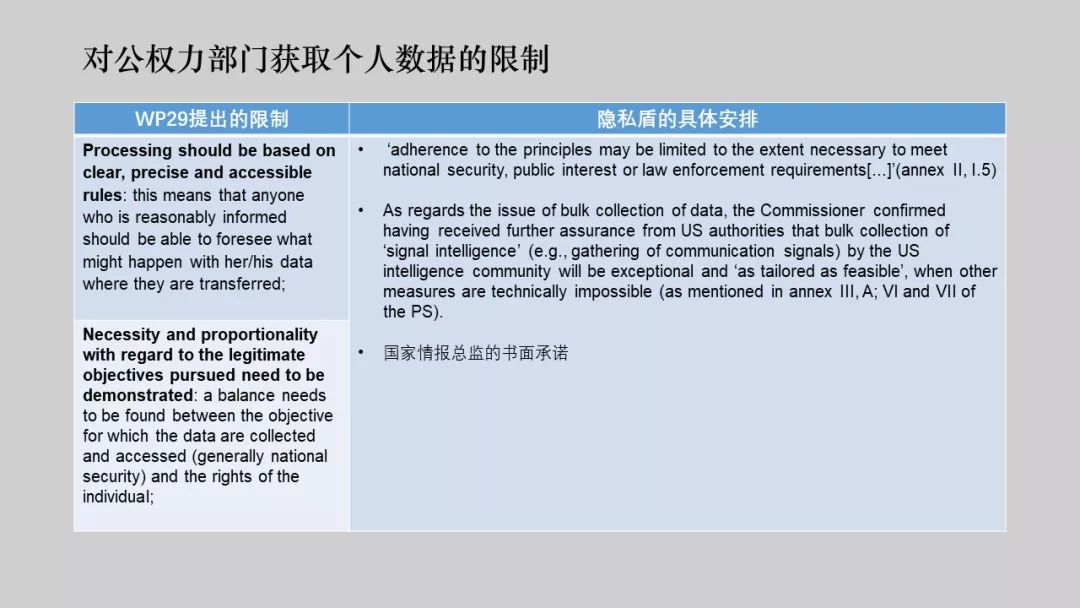 对公权力部门获取个人数据的限制
WP29提出的限制
隐私盾的具体安排
Processing should be based on
clear, precise and accessible
rules: this means that anyone
who is reasonably informed
should be able to foresee what
might happen with her/his data
where they are transferred;
Necessity and proportionality
with regard to the legitimate
objectives pursued need to be
demonstrated: a balance needs
to be found between the objective
for which the data are collected
and accessed (generally national
security) and the rights of the
individual;
• ‘adherence to the principles may be limited to the extent necessary to meet
national security, public interest or law enforcement requirements[…]’(annex II, I.5)
• As regards the issue of bulk collection of data, the Commissioner confirmed
having received further assurance from US authorities that bulk collection of
‘signal intelligence’ (e.g., gathering of communication signals) by the US
intelligence community will be exceptional and ‘as tailored as feasible’, when other
measures are technically impossible (as mentioned in annex III, A; VI and VII of
the PS).
• 国家情报总监的书面承诺